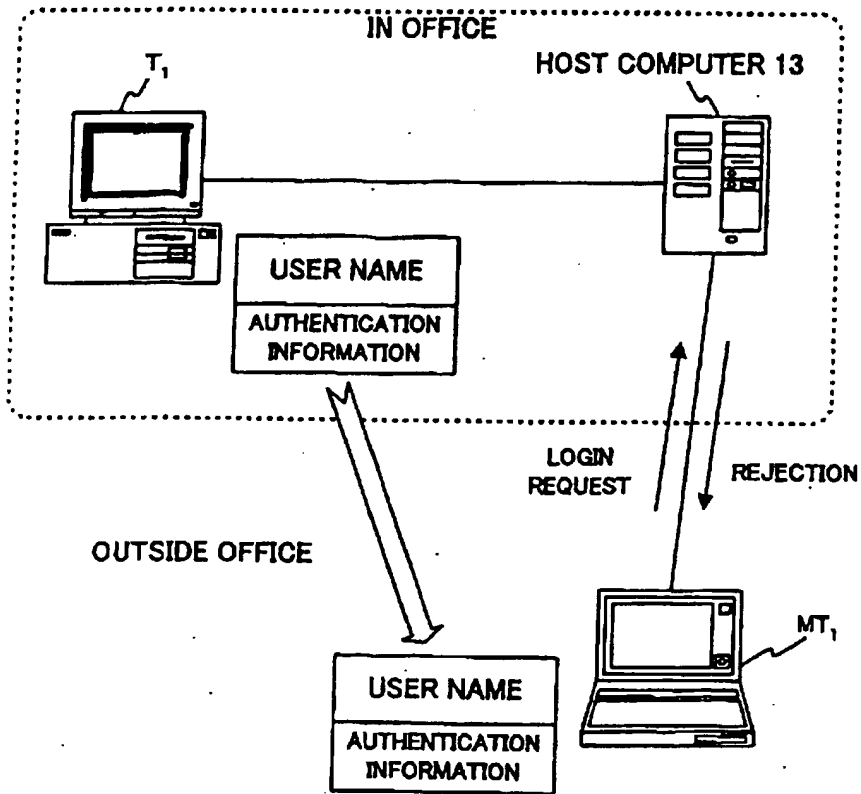 IN OFFICE
T1
HOST COMPUTER 13
USER NAME
AUTHENTICATION
INFORMATION
LOGIN
REQUEST
REJECTION
OUTSIDE OFFICE
MT1
USER NAME
AUTHENTICATION
INFORMATION